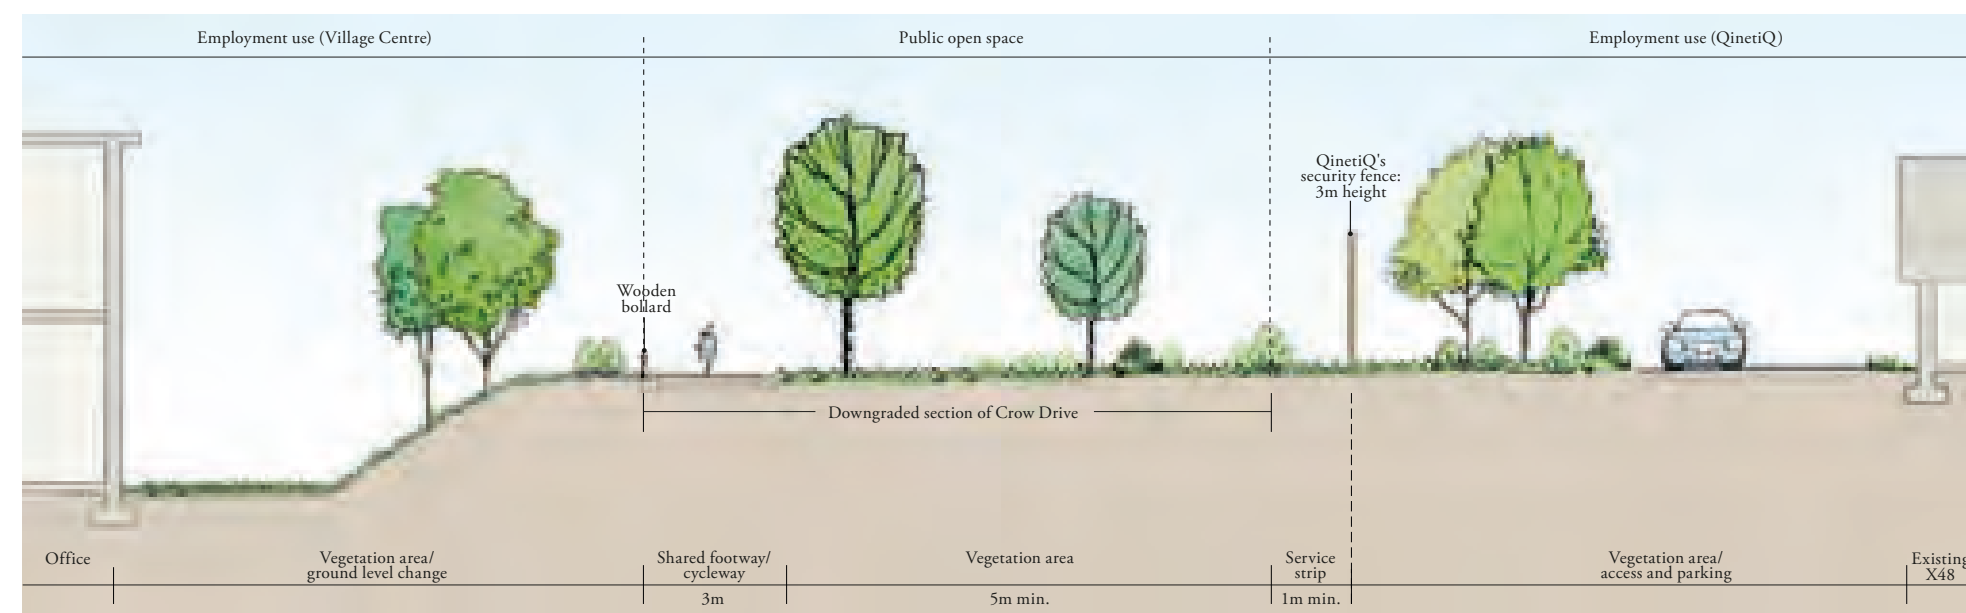 Employment use (Village Centre)
Public open space
Employment use (QinetiQ)
QinetiQ's
security fence:
3m height
Wooden
bollard
Downgraded section of Crow Drive
Office
Vegetation area/
ground level change
Shared footway/
cycleway
Vegetation area
Service
strip
Vegetation area/
access and parking
Existing
X48
3m
5m min.
1m min.